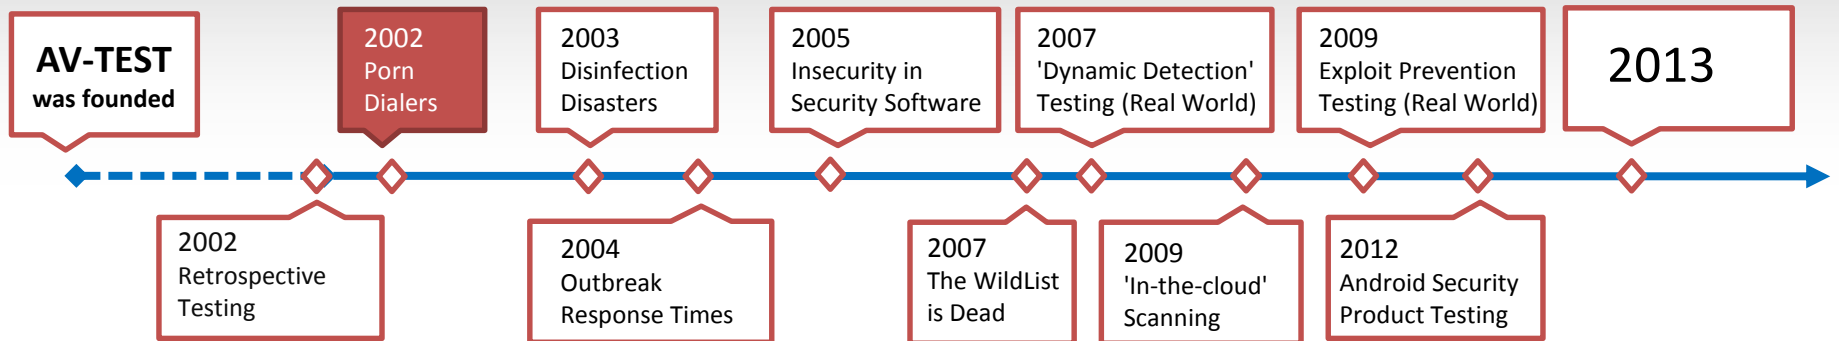 AV-TEST
was founded
2002
Porn
Dialers
2003
Disinfection
Disasters
2005
Insecurity in
Security Software
2007
'Dynamic Detection'
Testing (Real World)
2009
Exploit Prevention
Testing (Real World)
2013
2002
Retrospective
Testing
2004
Outbreak
Response Times
2007
The WildList
is Dead
2009
'In-the-cloud'
Scanning
2012
Android Security
Product Testing